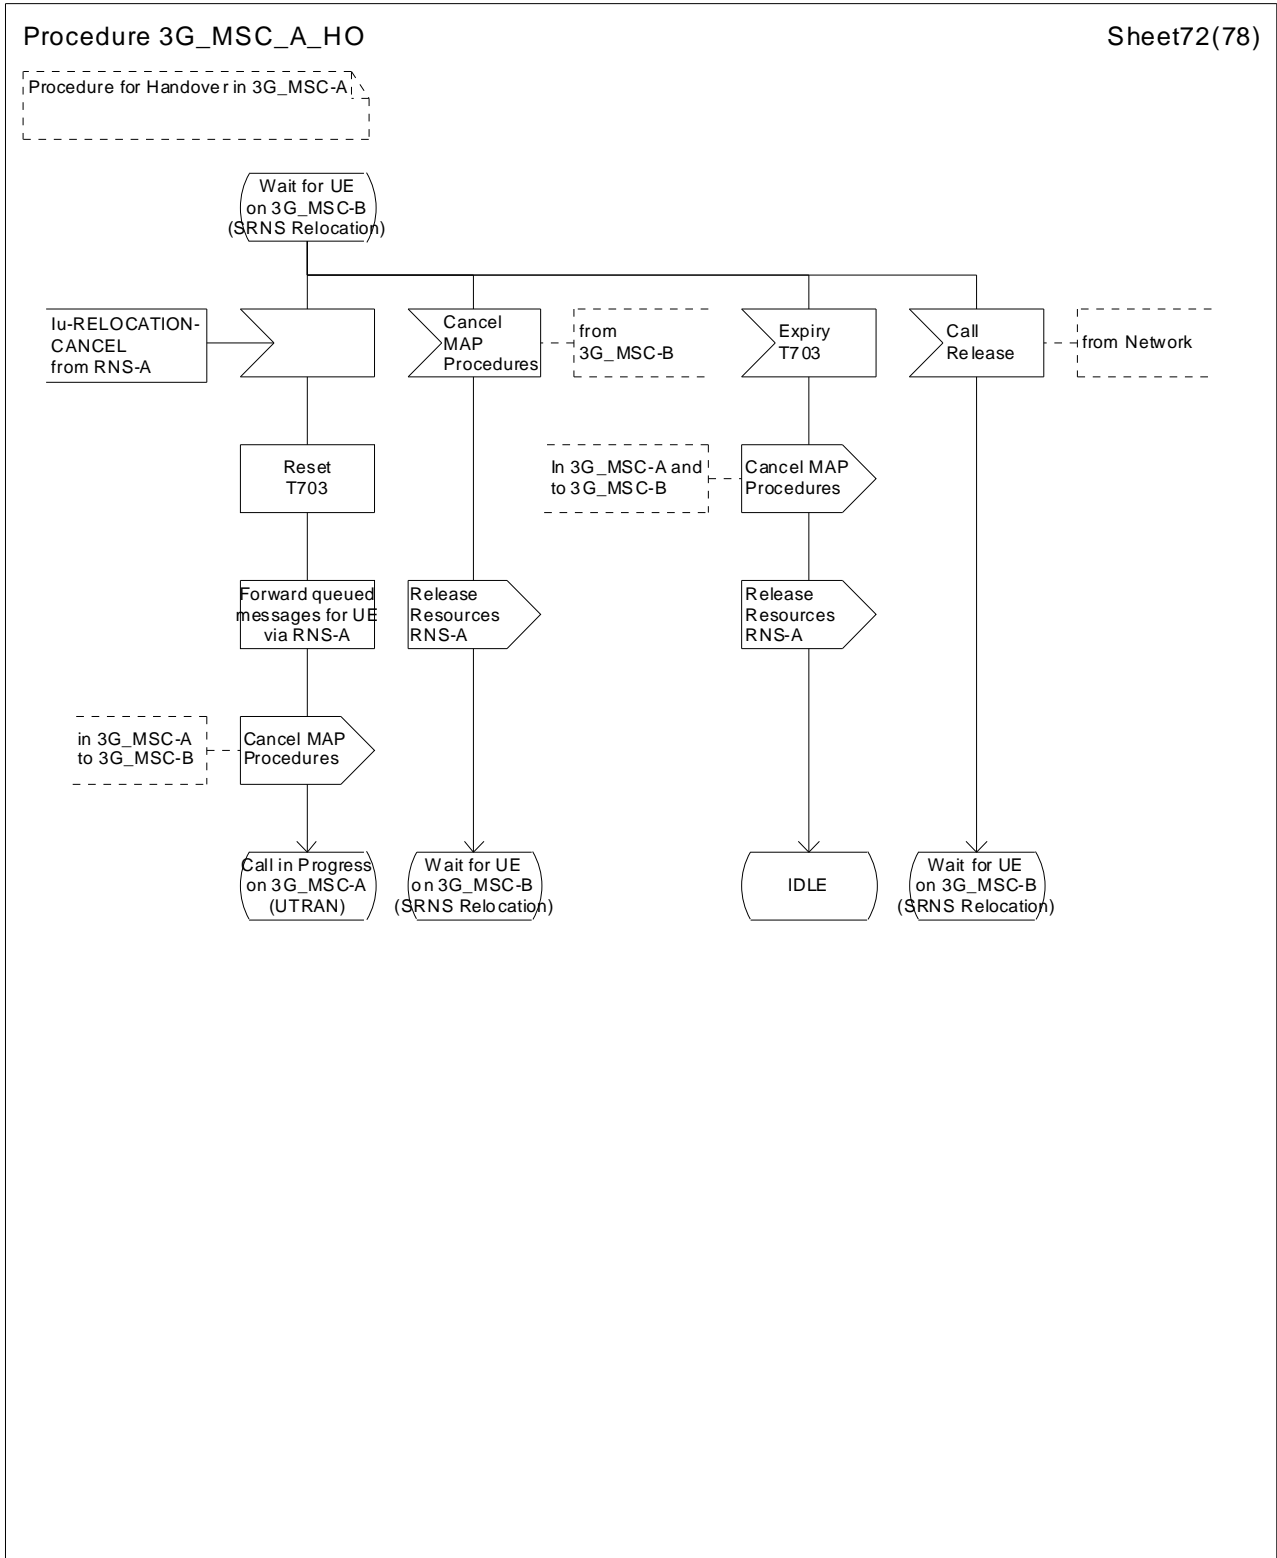 Procedure 3G_MSC_A_HO
Sheet72(78)
Procedure for Handover in 3G_MSC-A
Wait for UE
on 3G_MSC-B
(SRNS Relocation)
Iu-RELOCATION-
CANCEL
from RNS-A
Cancel
MAP
Procedures
from
3G_MSC-B
Expiry
T703
Call
Release
from Network
Reset
T703
In 3G_MSC-A and
to 3G_MSC-B
Cancel MAP
Procedures
Forward queued
messages for UE
via RNS-A
Release
Resources
RNS-A
Release
Resources
RNS-A
in 3G_MSC-A
to 3G_MSC-B
Cancel MAP
Procedures
Call in Progress
on 3G_MSC-A
(UTRAN)
Wait for UE
on 3G_MSC-B
(SRNS Relocation)
IDLE
Wait for UE
on 3G_MSC-B
(SRNS Relocation)